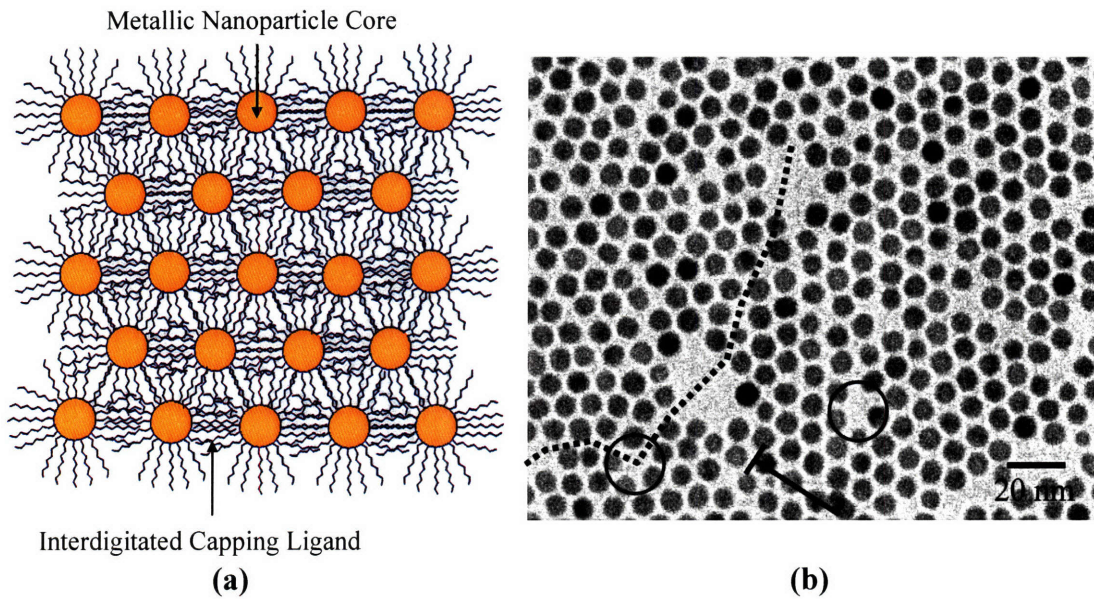 Metallic Nanoparticle Core
20 nm
Interdigitated Capping Ligand
(a)
(b)